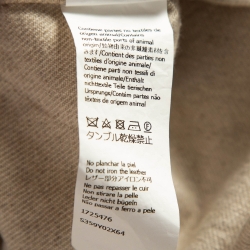 Contiene partes no textiles de
origen animal/Contains
non-textile parts of animal
origin/
im/Contient des parties non
textiles d'origine
animale/Contiene parti non tessili di
origine animale/Enthält
nichttextile Teile tierischen
Ursprungs/Contém partes não
têxteis de origem animal
タンブル乾燥禁止
No planchar la piel
Do not iron the leather
レザー部分アイロン不可
Ne pas repasser le cuir
Non stirare la pelle
Leder nicht bügeln
Não passar a ferro a pele
1725476
S359Y02X64